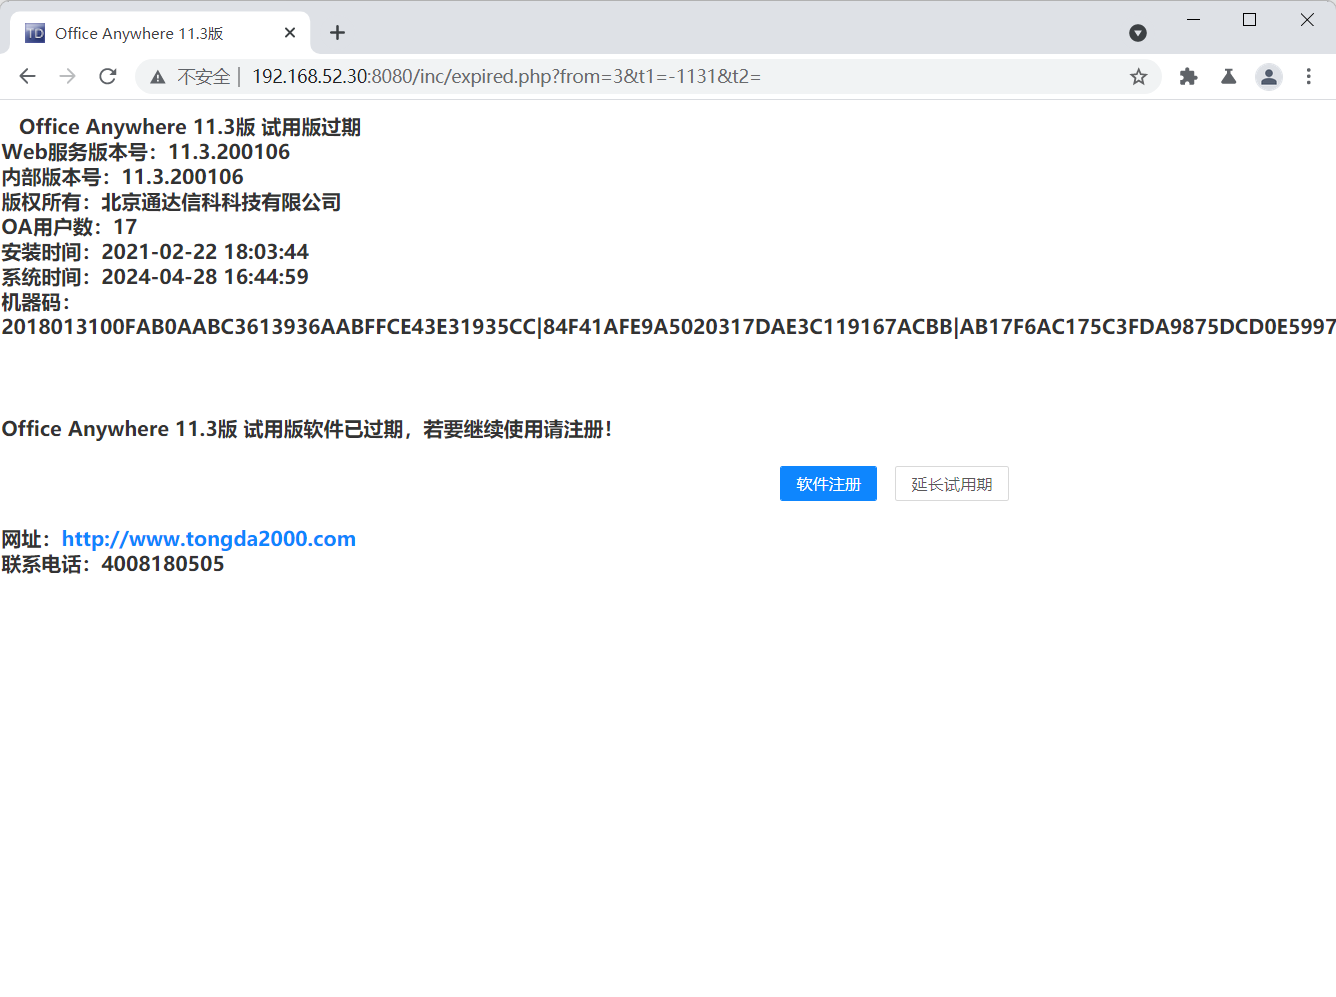 Office Anywhere 11.3版
不安全 | 192.168.52.30:8080/inc/expired.php?from=3&t1=-1131&t2=
Office Anywhere 11.3版 试用版过期
Web服务版本号：11.3.200106
内部版本号：11.3.200106
版权所有：北京通达信科科技有限公司
OA用户数：17
安装时间：2021-02-22 18:03:44
系统时间：2024-04-28 16:44:59
机器码：
2018013100FAB0AABC3613936AABFFCE43E31935CC|84F41AFE9A5020317DAE3C119167ACBB|AB17F6AC175C3FDA9875DCD0E5997
Office Anywhere 11.3版 试用版软件已过期，若要继续使用请注册！
软件注册 延长试用期
网址：http://www.tongda2000.com
联系电话：4008180505